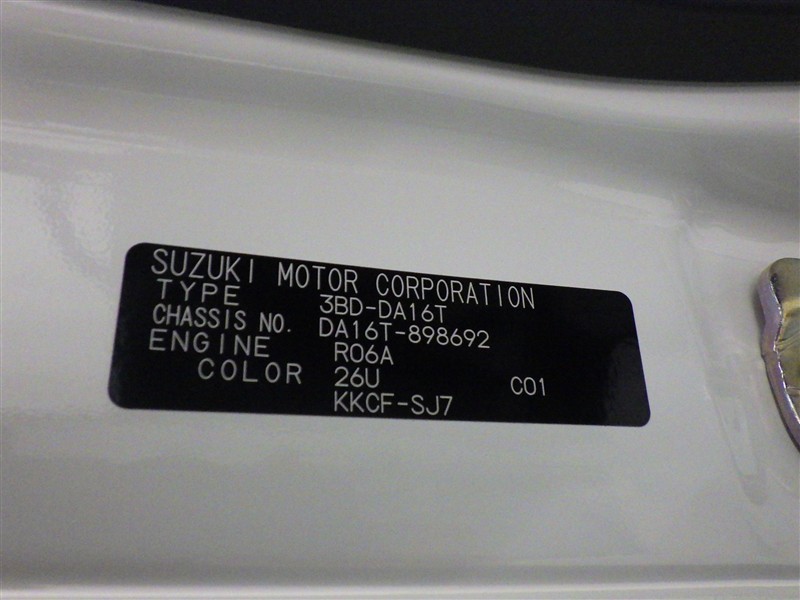 SUZUKI MOTOR CORPORATION
TYPE 3BD-DA16T
CHASSIS NO. DA16T-898692
ENGINE R06A
COLOR 26U C01
KKCF-SJ7